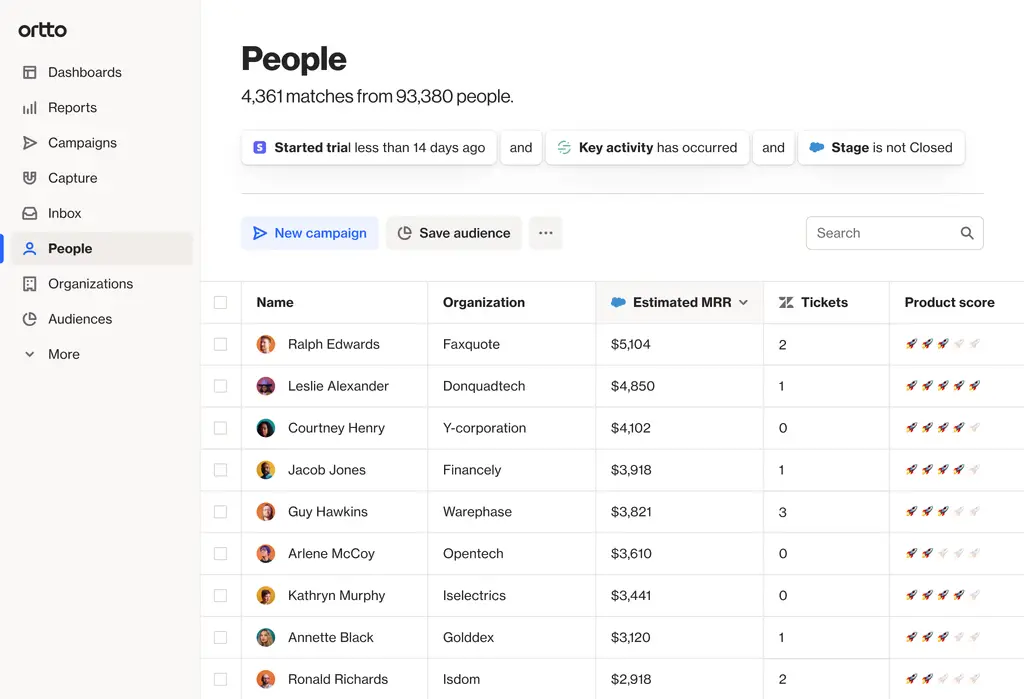 ortto
Dashboards
Reports
Campaigns
Capture
Inbox
People
Organizations
Audiences
More
People
4,361 matches from 93,380 people.
S Started trial less than 14 days ago and Key activity has occurred and Stage is not Closed
New campaign Save audience ... Search
Name Organization Estimated MRR Tickets Product score
Ralph Edwards Faxquote $5,104 2
Leslie Alexander Donquadtech $4,850 1
Courtney Henry Y-corporation $4,102 0
Jacob Jones Financely $3,918 1
Guy Hawkins Warephase $3,821 3
Arlene McCoy Opentech $3,610 0
Kathryn Murphy Iselectrics $3,441 0
Annette Black Golddex $3,120 1
Ronald Richards Isdom $2,918 2